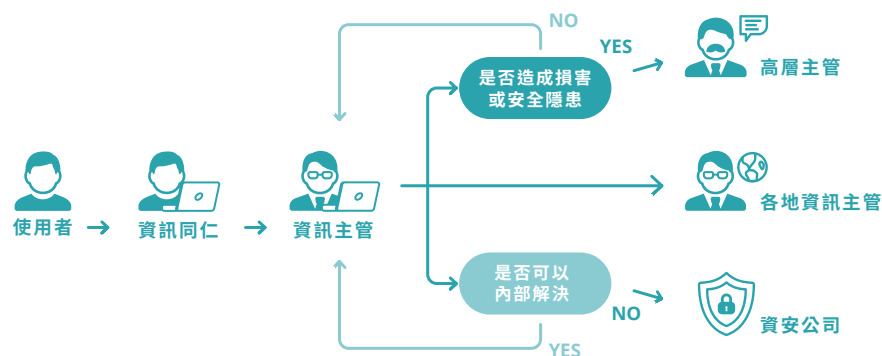 NO
YES
是否造成損害
或安全隱患
高層主管
各地資訊主管
使用者
資訊同仁
資訊主管
是否可以
內部解決
NO
資安公司
YES